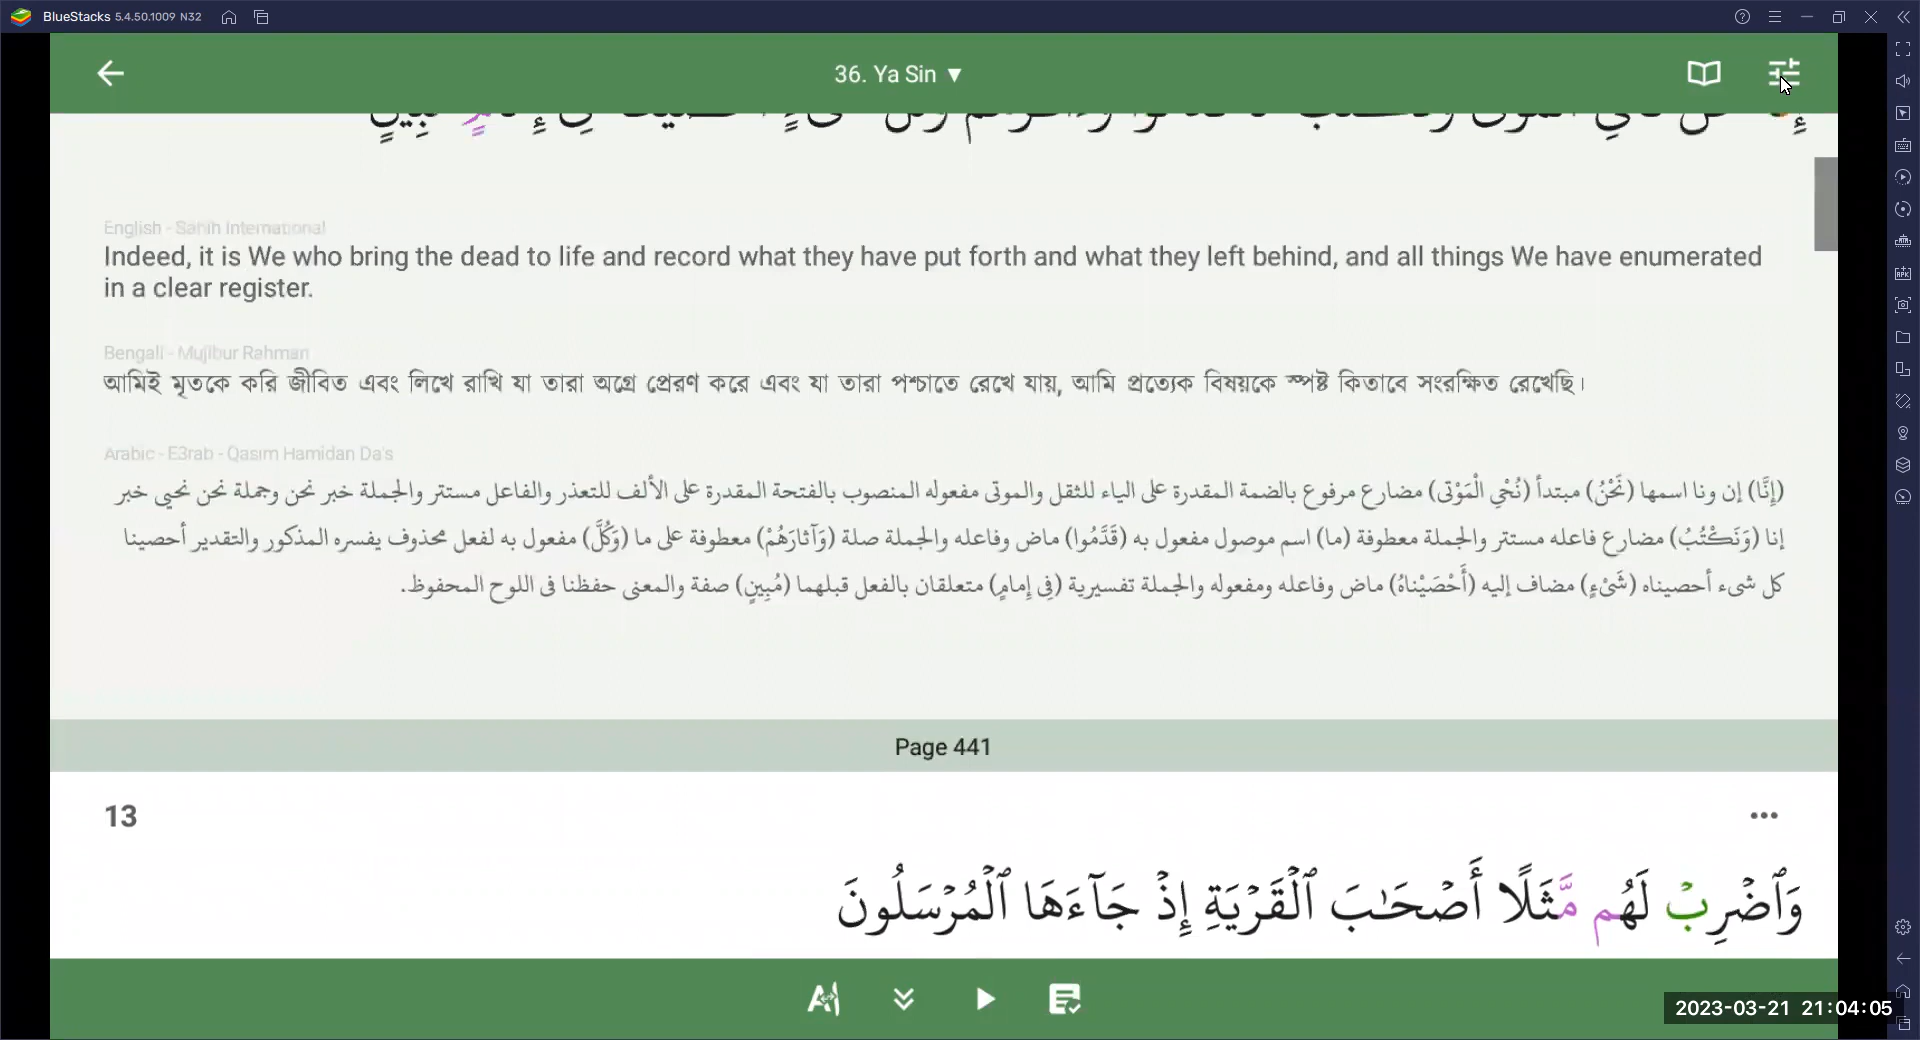 BlueStacks 5.4.50.1009 N32
36. Ya Sin ▼
English - Sahih International
Indeed, it is We who bring the dead to life and record what they have put forth and what they left behind, and all things We have enumerated
in a clear register.
Bengali - Mujibur Rahman
আমিই মৃতকে করি জীবিত এবং লিখে রাখি যা তারা অগ্রে প্রেরণ করে এবং যা তারা পশ্চাতে রেখে যায়, আমি প্রত্যেক বিষয়কে স্পষ্ট কিতাবে সংরক্ষিত রেখেছি।
Arabic - E3rab - Qasim Hamidan Da's
(إِنَّا) إن ونا اسمها (نَحْنُ) مبتدأ (نُحْيِ الْمَوْتى) مضارع مرفوع بالضمة المقدرة على الياء للثقل والموتى مفعوله المنصوب بالفتحة المقدرة على الألف للتعذر والفاعل مستتر والجملة خبر نحن وجملة نحن نحيي خبر
إنا (وَنَكْتُبُ) مضارع فاعله مستتر والجملة معطوفة (ما) اسم موصول مفعول به (قَدَّمُوا) ماض وفاعله والجملة صلة (وَآثارَهُمْ) معطوفة على ما (وَكُلَّ) مفعول به لفعل محذوف يفسره المذكور والتقدير أحصينا
كل شىء أحصيناه (شَيْءٍ) مضاف إليه (أَحْصَيْناهُ) ماض وفاعله ومفعوله والجملة تفسيرية (فِي إِمامٍ) متعلقان بالفعل قبلهما (مُبِينٍ) صفة والمعنى حفظنا في اللوح المحفوظ.
Page 441
13
وَٱضْرِبْ لَهُم مَّثَلًا أَصْحَـٰبَ ٱلْقَرْيَةِ إِذْ جَآءَهَا ٱلْمُرْسَلُونَ
2023-03-21 21:04:05